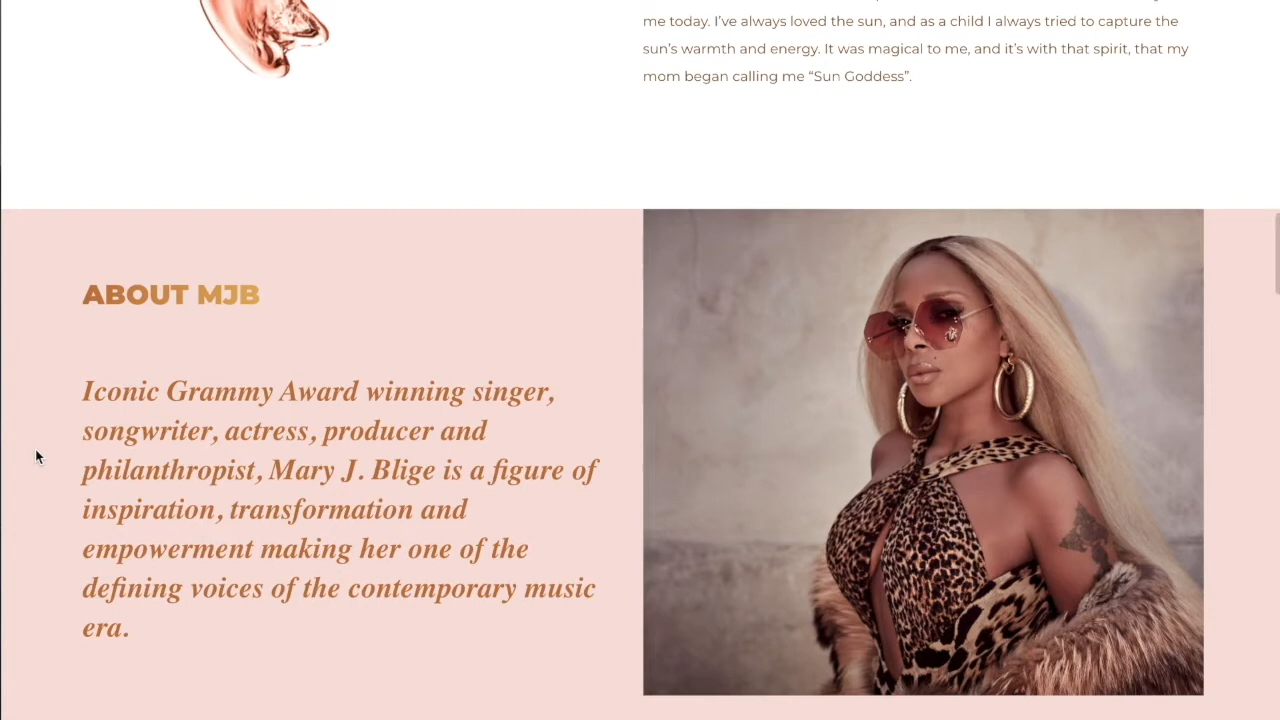 me today. I’ve always loved the sun, and as a child I always tried to capture the
sun’s warmth and energy. It was magical to me, and it’s with that spirit, that my
mom began calling me “Sun Goddess”.
ABOUT MJB
Iconic Grammy Award winning singer,
songwriter, actress, producer and
philanthropist, Mary J. Blige is a figure of
inspiration, transformation and
empowerment making her one of the
defining voices of the contemporary music
era.